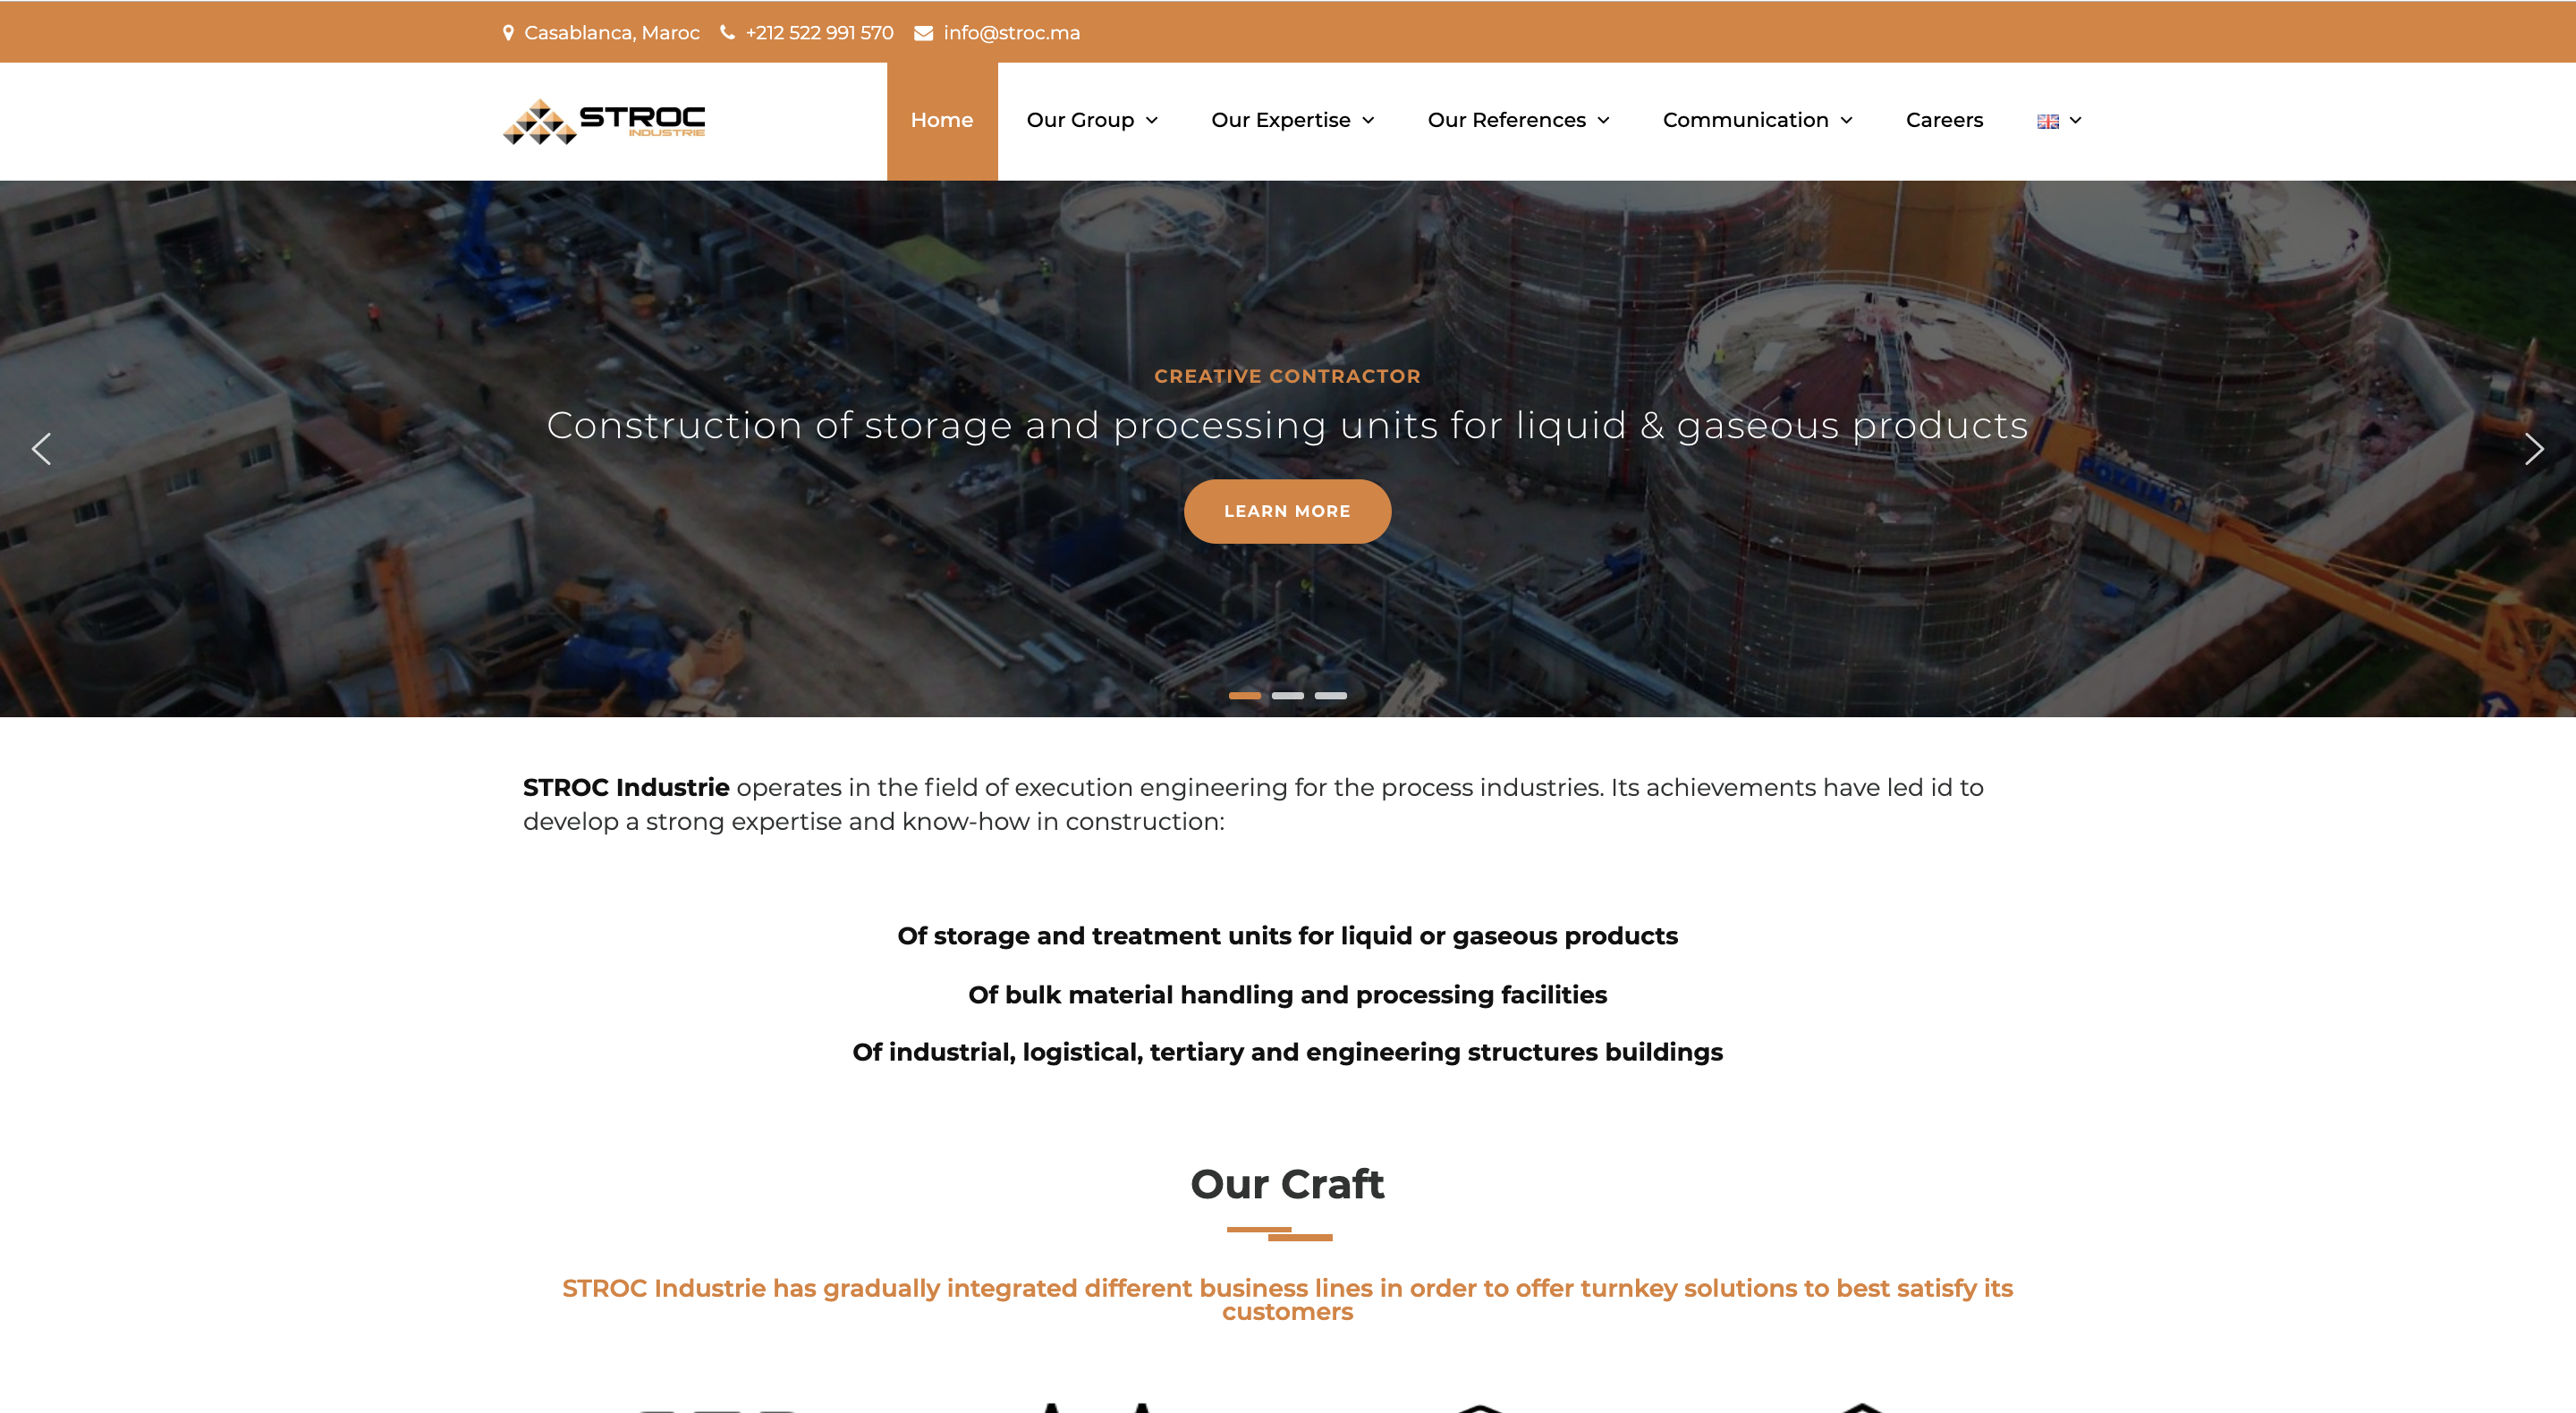 Casablanca, Maroc +212 522 991 570 info@stroc.ma
STROC
INDUSTRIE
Home Our Group Our Expertise Our References Communication Careers
CREATIVE CONTRACTOR
Construction of storage and processing units for liquid & gaseous products
LEARN MORE
STROC Industrie operates in the field of execution engineering for the process industries. Its achievements have led id to
develop a strong expertise and know-how in construction:
Of storage and treatment units for liquid or gaseous products
Of bulk material handling and processing facilities
Of industrial, logistical, tertiary and engineering structures buildings
Our Craft
STROC Industrie has gradually integrated different business lines in order to offer turnkey solutions to best satisfy its
customers